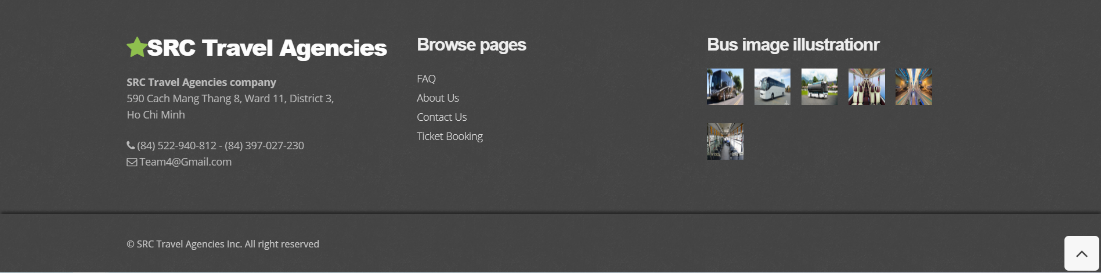 SRC Travel Agencies
SRC Travel Agencies company
590 Cach Mang Thang 8, Ward 11, District 3,
Ho Chi Minh
(84) 522-940-812 - (84) 397-027-230
Team4@Gmail.com
Browse pages
FAQ
About Us
Contact Us
Ticket Booking
Bus image illustrationr
© SRC Travel Agencies Inc. All right reserved